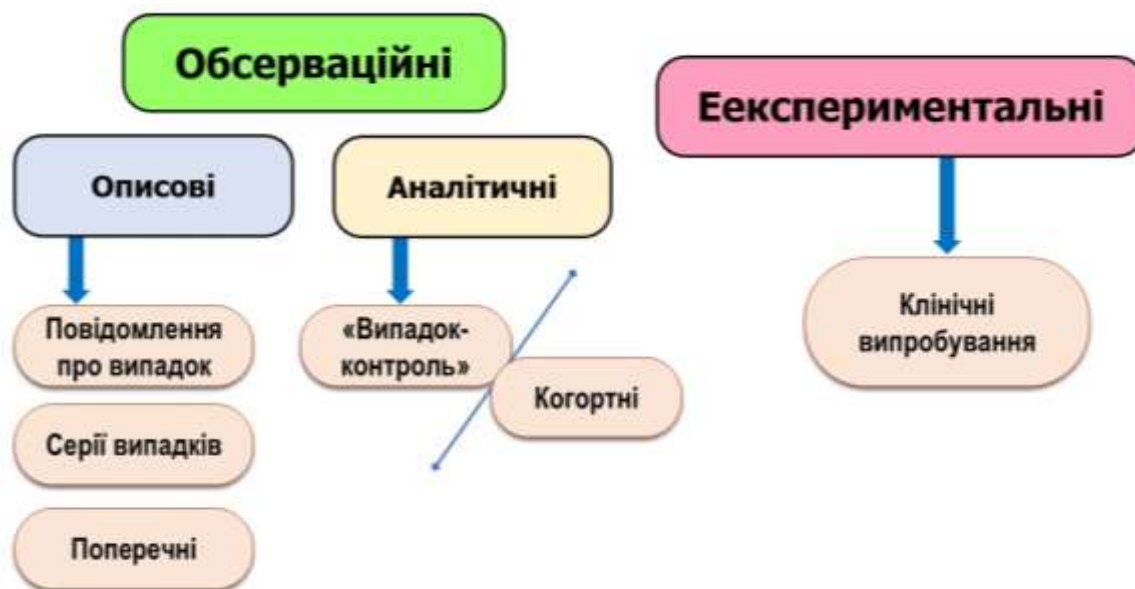 Обсерваційні
Еекспериментальні
Описові
Аналітичні
Повідомлення
про випадок
Серії випадків
Поперечні
«Випадок-
контроль»
Когортні
Клінічні
випробування